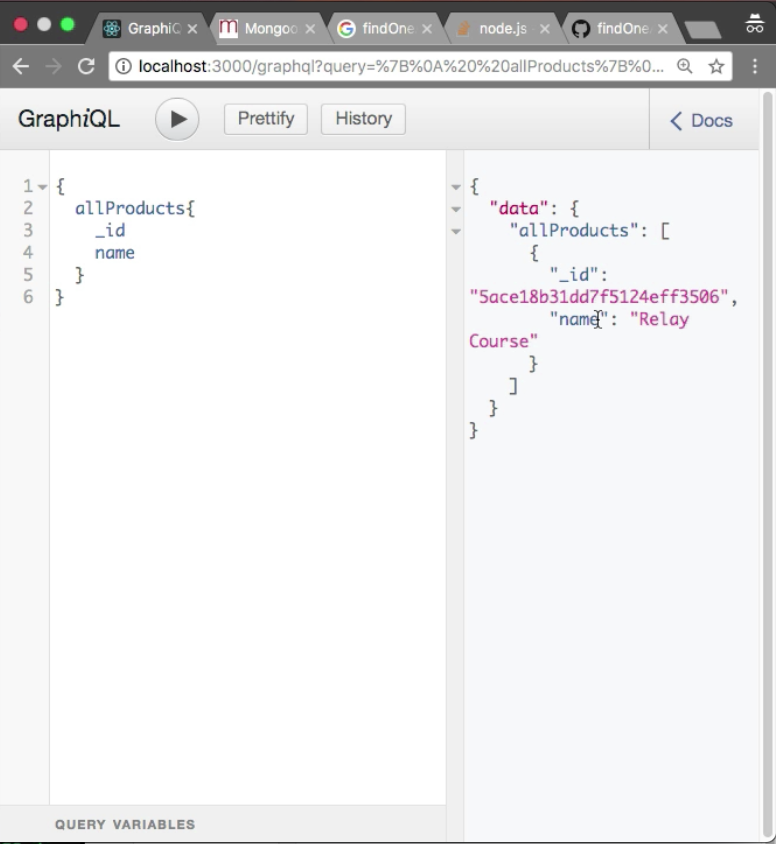 GraphiQ
Mongoo
findOne
node.js
findOne
localhost:3000/graphql?query=%7B%0A%20%20allProducts%7B%0...
GraphiQL
Prettify
History
Docs
1 {
2 allProducts{
3 _id
4 name
5 }
6 }
{
"data": {
"allProducts": [
{
"_id":
"5ace18b31dd7f5124eff3506",
"name": "Relay
Course"
}
]
}
}
QUERY VARIABLES